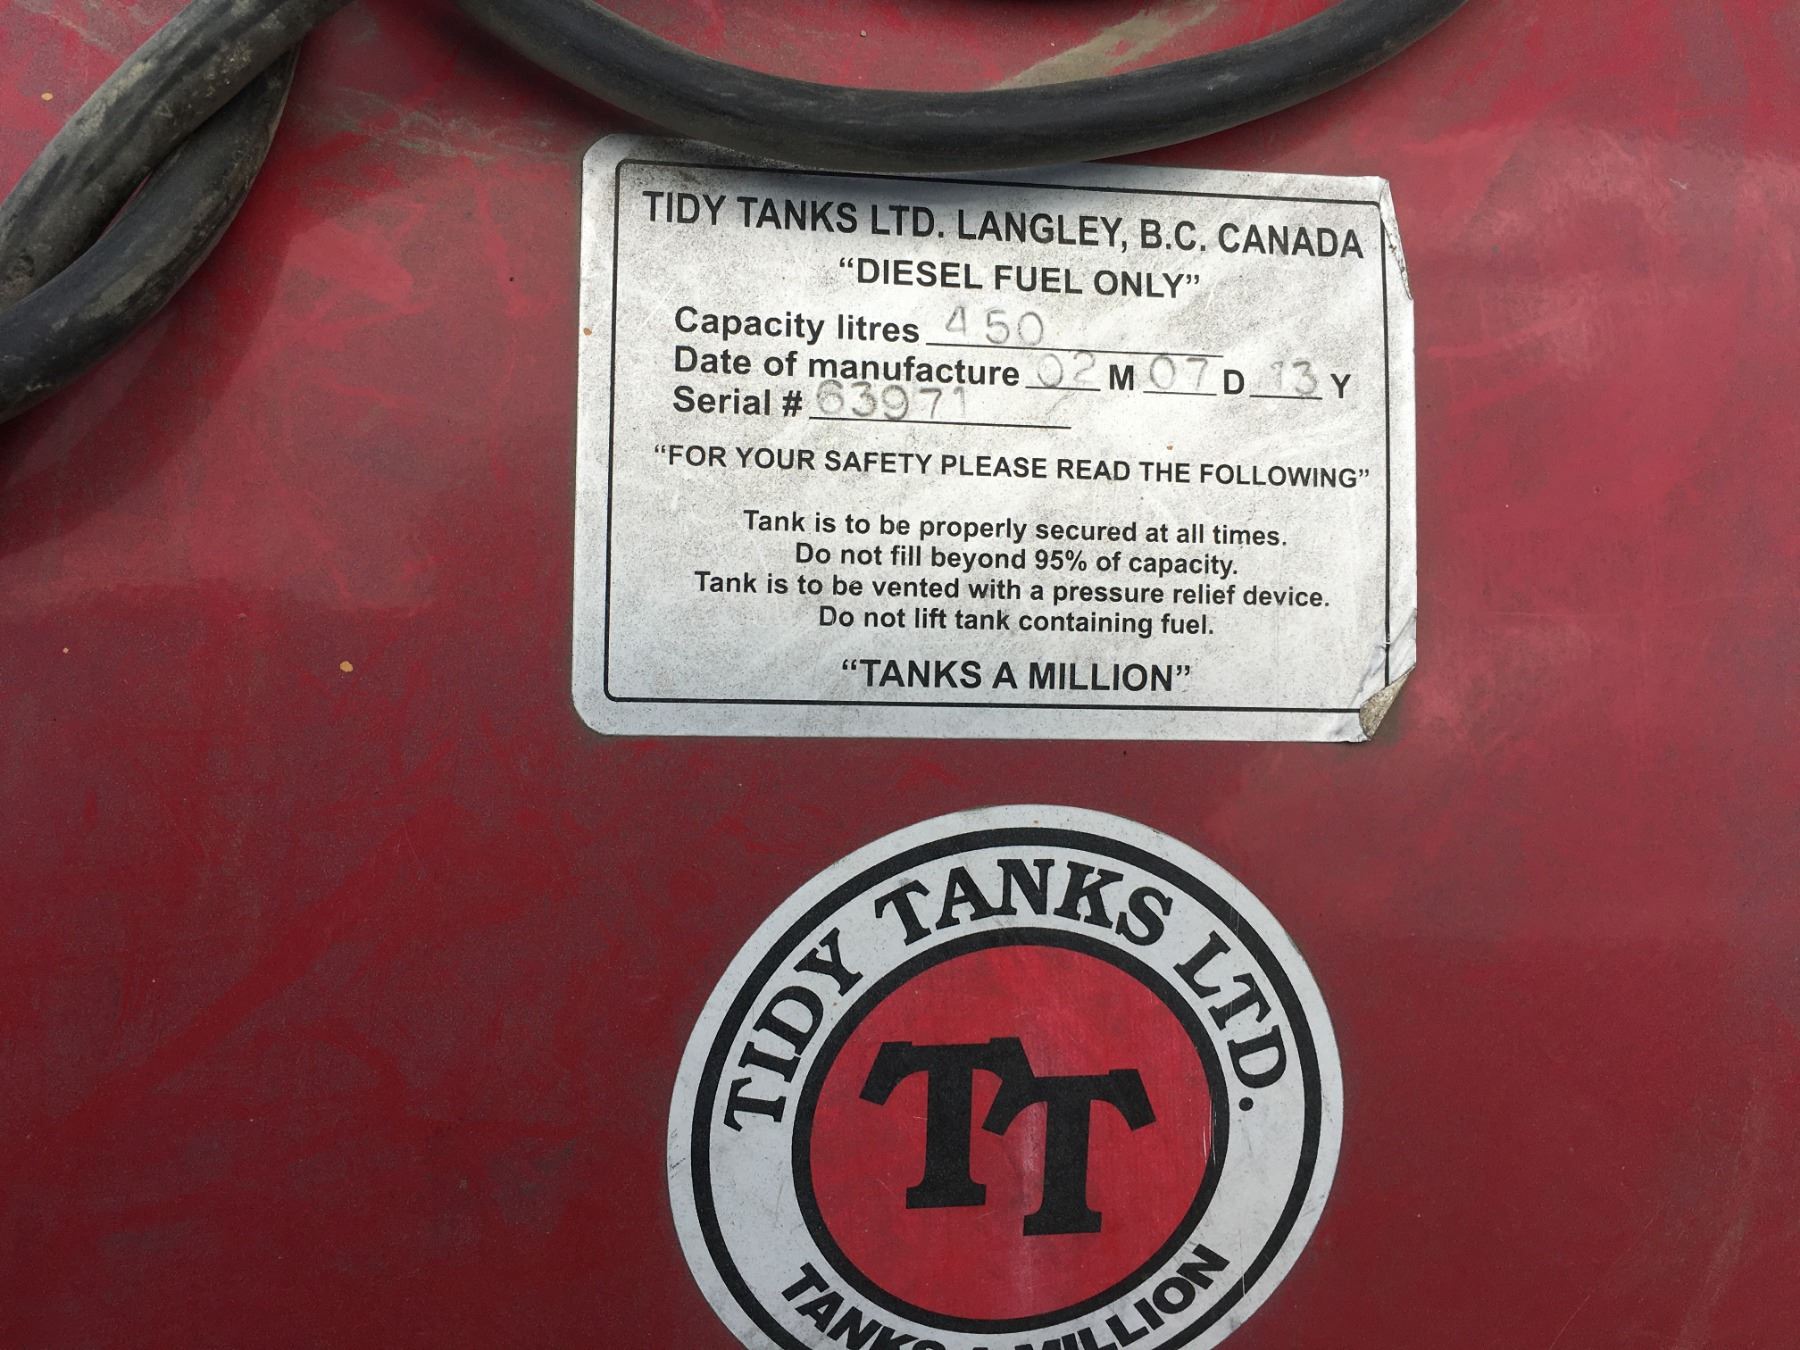 TIDY TANKS LTD. LANGLEY, B.C. CANADA
“DIESEL FUEL ONLY”
Capacity litres 450
Date of manufacture 02 M 07 D 13 Y
Serial # 63971
“FOR YOUR SAFETY PLEASE READ THE FOLLOWING”
Tank is to be properly secured at all times.
Do not fill beyond 95% of capacity.
Tank is to be vented with a pressure relief device.
Do not lift tank containing fuel.
“TANKS A MILLION”
TIDY TANKS LTD.
TT
TANKS A MILLION